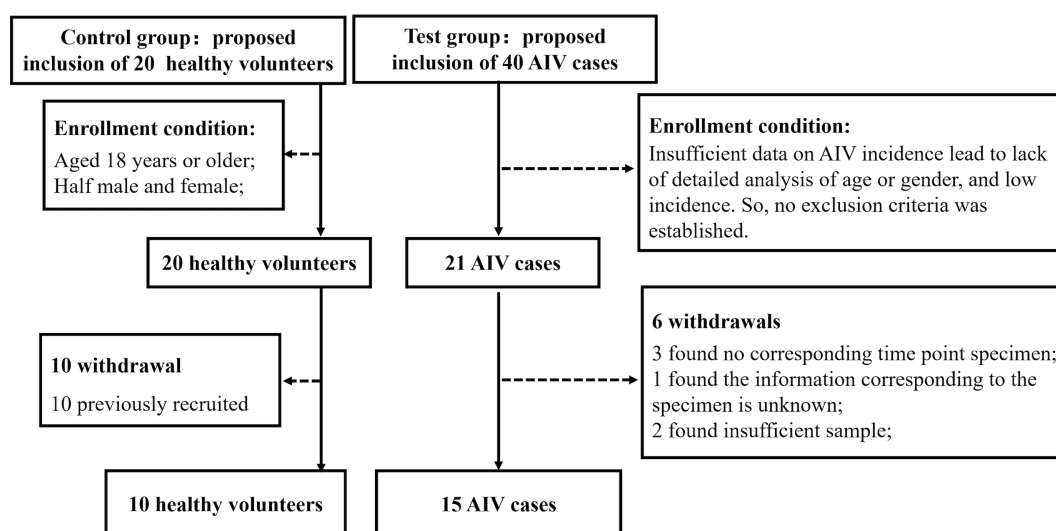 Control group: proposed
inclusion of 20 healthy volunteers
Test group: proposed
inclusion of 40 AIV cases
Enrollment condition:
Aged 18 years or older;
Half male and female;
Enrollment condition:
Insufficient data on AIV incidence lead to lack
of detailed analysis of age or gender, and low
incidence. So, no exclusion criteria was
established.
20 healthy volunteers
21 AIV cases
10 withdrawal
10 previously recruited
6 withdrawals
3 found no corresponding time point specimen;
1 found the information corresponding to the
specimen is unknown;
2 found insufficient sample;
10 healthy volunteers
15 AIV cases